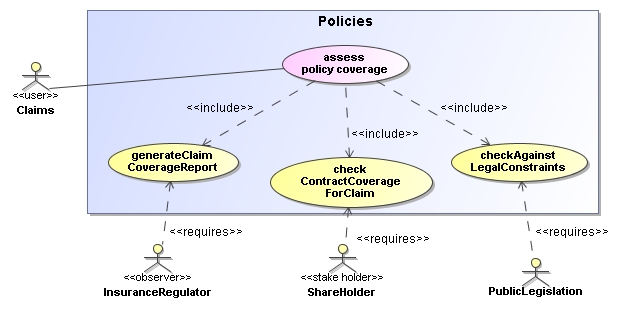 Policies
assess
policy coverage
<<user>>
Claims
<<include>>
<<include>>
<<include>>
generateClaim
CoverageReport
check
ContractCoverage
ForClaim
checkAgainst
LegalConstraints
<<requires>>
<<requires>>
<<requires>>
<<observer>>
InsuranceRegulator
<<stake holder>>
ShareHolder
PublicLegislation